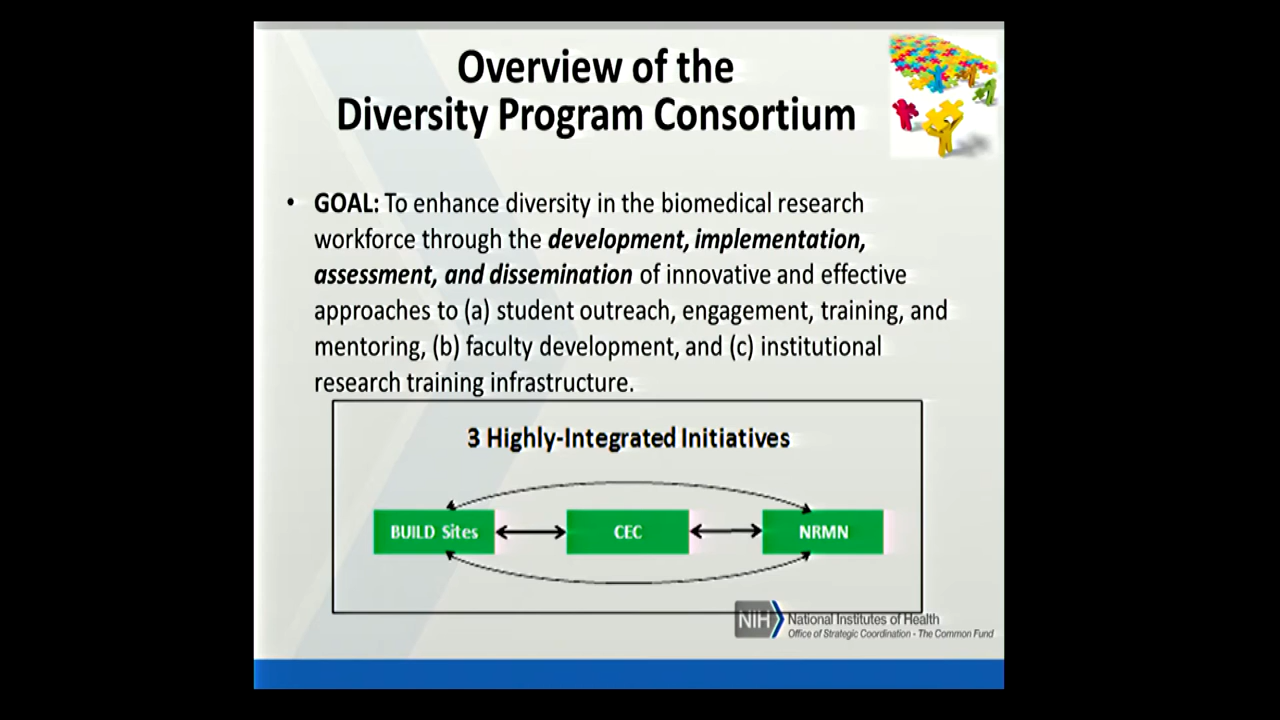 Overview of the
Diversity Program Consortium
• GOAL: To enhance diversity in the biomedical research
workforce through the development, implementation,
assessment, and dissemination of innovative and effective
approaches to (a) student outreach, engagement, training, and
mentoring, (b) faculty development, and (c) institutional
research training infrastructure.
3 Highly-Integrated Initiatives
BUILD Sites
CEC
NRMN
NIH
National Institutes of Health
Office of Strategic Coordination - The Common Fund